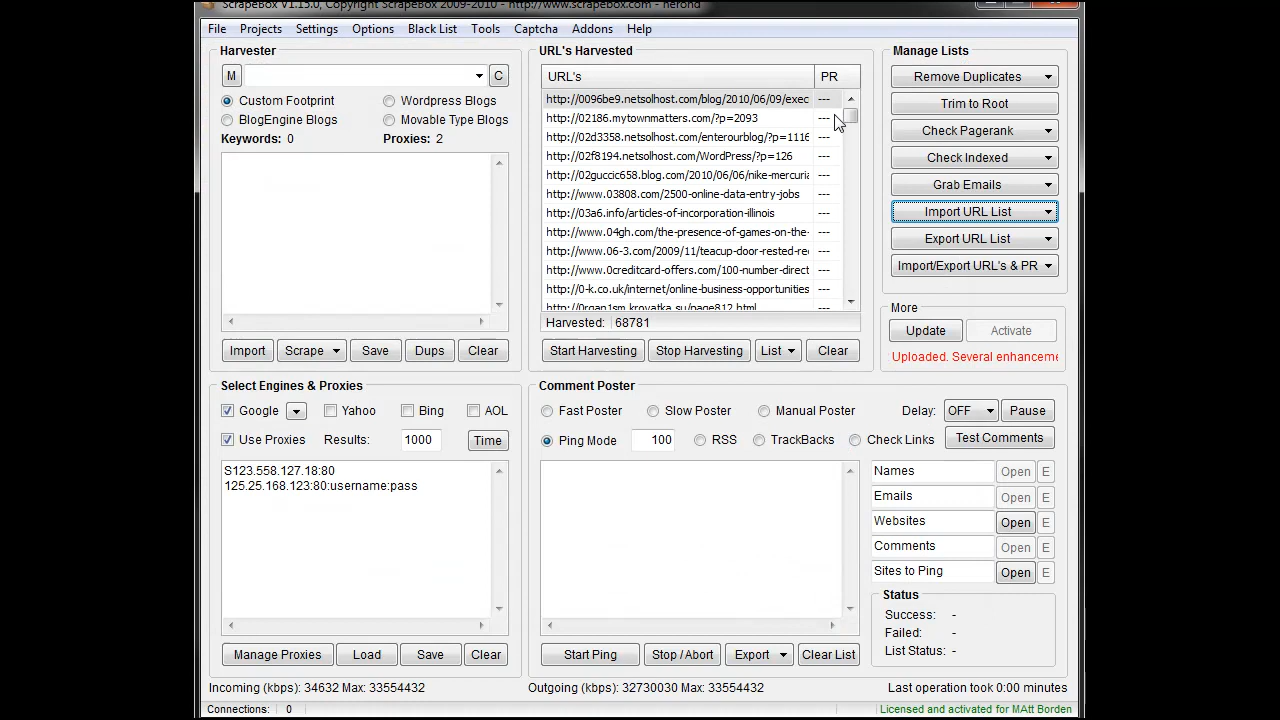 ScrapeBox V1.15.0, Copyright ScrapeBox 2009-2010 - http://www.scrapebox.com - nerond
File Projects Settings Options Black List Tools Captcha Addons Help
Harvester
M C
Custom Footprint Wordpress Blogs
BlogEngine Blogs Movable Type Blogs
Keywords: 0 Proxies: 2
Import Scrape Save Dups Clear
URL's Harvested
URL's PR
http://0096be9.netsolhost.com/blog/2010/06/09/exec ---
http://02186.mytownmatters.com/?p=2093 ---
http://02d3358.netsolhost.com/enterourblog/?p=1116 ---
http://02f8194.netsolhost.com/WordPress/?p=126 ---
http://02guccic658.blog.com/2010/06/06/nike-mercuria ---
http://www.03808.com/2500-online-data-entry-jobs ---
http://03a6.info/articles-of-incorporation-illinois ---
http://www.04gh.com/the-presence-of-games-on-the- ---
http://www.06-3.com/2009/11/teacup-door-rested-re ---
http://www.0creditcard-offers.com/100-number-direct ---
http://0-k.co.uk/internet/online-business-opportunities ---
http://0rgan1sm.krovatka.su/page812.html ---
Harvested: 68781
Start Harvesting Stop Harvesting List Clear
Manage Lists
Remove Duplicates
Trim to Root
Check Pagerank
Check Indexed
Grab Emails
Import URL List
Export URL List
Import/Export URL's & PR
More
Update Activate
Uploaded. Several enhanceme
Select Engines & Proxies
Google Yahoo Bing AOL
Use Proxies Results: 1000 Time
S123.558.127.18:80
125.25.168.123:80:username:pass
Manage Proxies Load Save Clear
Comment Poster
Fast Poster Slow Poster Manual Poster Delay: OFF Pause
Ping Mode 100 RSS TrackBacks Check Links Test Comments
Names Open E
Emails Open E
Websites Open E
Comments Open E
Sites to Ping Open E
Status
Success: -
Failed: -
List Status: -
Start Ping Stop / Abort Export Clear List
Incoming (kbps): 34632 Max: 33554432 Outgoing (kbps): 32730030 Max: 33554432 Last operation took 0:00 minutes
Connections: 0 Licensed and activated for MAtt Borden